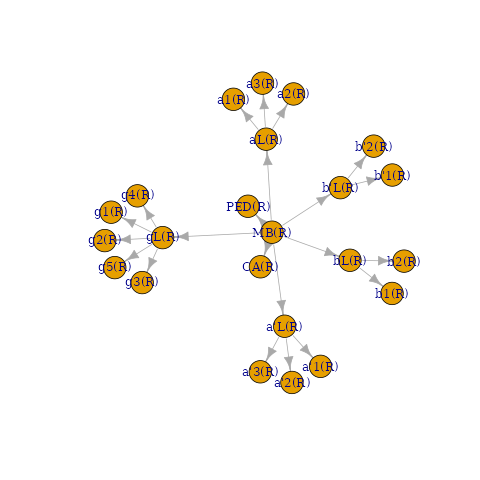 a3(R)
a2(R)
a1(R)
aL(R)
b'2(R)
b'1(R)
b'L(R)
g4(R)
PED(R)
g1(R)
MB(R)
gL(R)
g2(R)
bL(R)
b2(R)
g5(R)
CA(R)
g3(R)
b1(R)
a'L(R)
a'1(R)
a'3(R)
a'2(R)